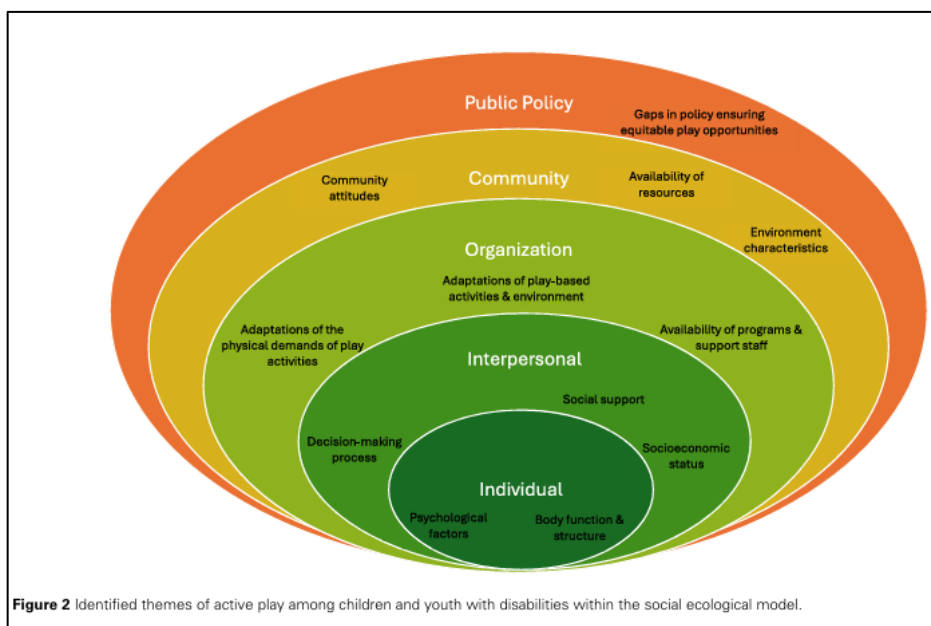 Public Policy
Gaps in policy ensuring
equitable play opportunities
Community
Community
attitudes
Availability of
resources
Environment
characteristics
Organization
Adaptations of play-based
activities & environment
Adaptations of the
physical demands of play
activities
Availability of programs &
support staff
Interpersonal
Social support
Decision-making
process
Socioeconomic
status
Individual
Psychological
factors
Body function &
structure
Figure 2 Identified themes of active play among children and youth with disabilities within the social ecological model.